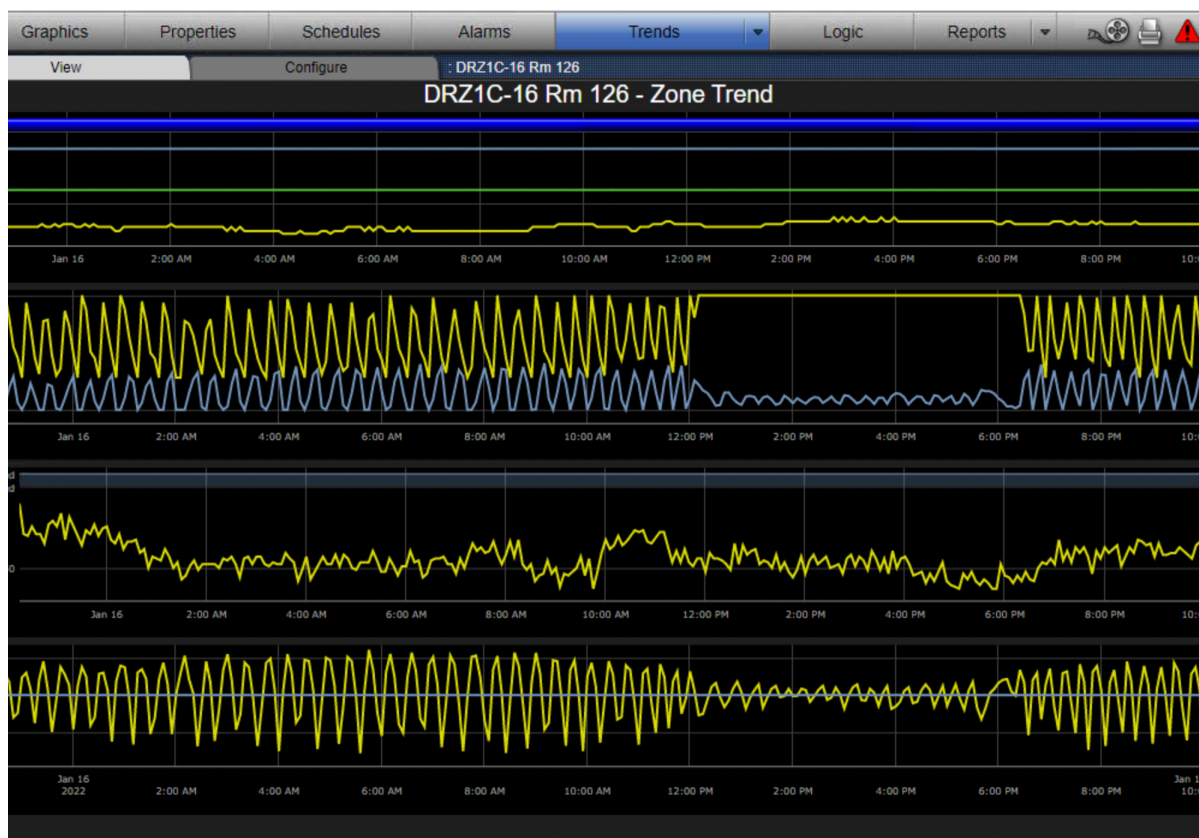 Graphics Properties Schedules Alarms Trends Logic Reports
View Configure : DRZ1C-16 Rm 126
DRZ1C-16 Rm 126 - Zone Trend
Jan 16 2:00 AM 4:00 AM 6:00 AM 8:00 AM 10:00 AM 12:00 PM 2:00 PM 4:00 PM 6:00 PM 8:00 PM 10:
Jan 16 2:00 AM 4:00 AM 6:00 AM 8:00 AM 10:00 AM 12:00 PM 2:00 PM 4:00 PM 6:00 PM 8:00 PM 10:
d
d
0
Jan 16 2:00 AM 4:00 AM 6:00 AM 8:00 AM 10:00 AM 12:00 PM 2:00 PM 4:00 PM 6:00 PM 8:00 PM 10:
Jan 16 Jan 1
2022 2:00 AM 4:00 AM 6:00 AM 8:00 AM 10:00 AM 12:00 PM 2:00 PM 4:00 PM 6:00 PM 8:00 PM 10: